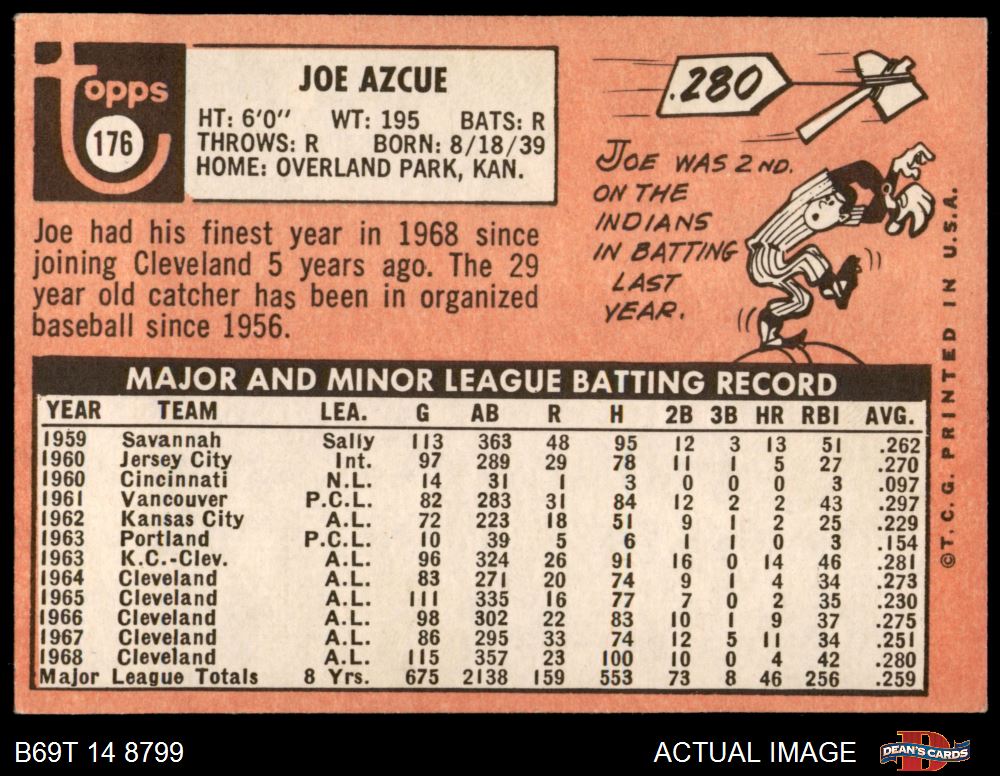 Topps
176
JOE AZCUE
HT: 6'0" WT: 195 BATS: R
THROWS: R BORN: 8/18/39
HOME: OVERLAND PARK, KAN.
.280
JOE WAS 2ND.
ON THE
INDIANS
IN BATTING
LAST
YEAR.
Joe had his finest year in 1968 since
joining Cleveland 5 years ago. The 29
year old catcher has been in organized
baseball since 1956.
MAJOR AND MINOR LEAGUE BATTING RECORD
YEAR TEAM LEA. G AB R H 2B 3B HR RBI AVG.
1959 Savannah Sally 113 363 48 95 12 3 13 51 .262
1960 Jersey City Int. 97 289 29 78 11 1 5 27 .270
1960 Cincinnati N.L. 14 31 1 3 0 0 0 3 .097
1961 Vancouver P.C.L. 82 283 31 84 12 2 2 43 .297
1962 Kansas City A.L. 72 223 18 51 9 1 2 25 .229
1963 Portland P.C.L. 10 39 5 6 1 1 0 3 .154
1963 K.C.-Clev. A.L. 96 324 26 91 16 0 14 46 .281
1964 Cleveland A.L. 83 271 20 74 9 1 4 34 .273
1965 Cleveland A.L. 111 335 16 77 7 0 2 35 .230
1966 Cleveland A.L. 98 302 22 83 10 1 9 37 .275
1967 Cleveland A.L. 86 295 33 74 12 5 11 34 .251
1968 Cleveland A.L. 115 357 23 100 10 0 4 42 .280
Major League Totals 8 Yrs. 675 2138 159 553 73 8 46 256 .259
© T. C. G. PRINTED IN U.S.A.
B69T 14 8799
ACTUAL IMAGE
D
DEAN'S CARDS